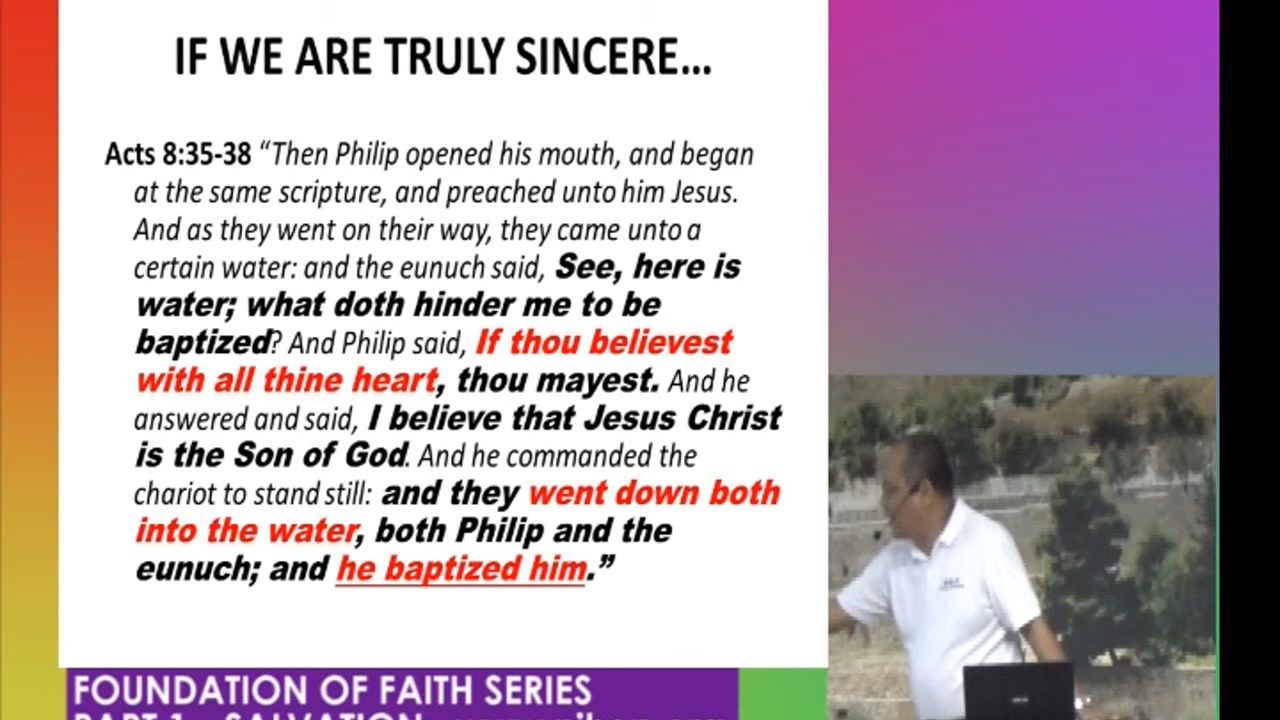 IF WE ARE TRULY SINCERE...
Acts 8:35-38 “Then Philip opened his mouth, and began
at the same scripture, and preached unto him Jesus.
And as they went on their way, they came unto a
certain water: and the eunuch said, See, here is
water; what doth hinder me to be
baptized? And Philip said, If thou believest
with all thine heart, thou mayest. And he
answered and said, I believe that Jesus Christ
is the Son of God. And he commanded the
chariot to stand still: and they went down both
into the water, both Philip and the
eunuch; and he baptized him.”
FOUNDATION OF FAITH SERIES
PART 1 - SALVATION